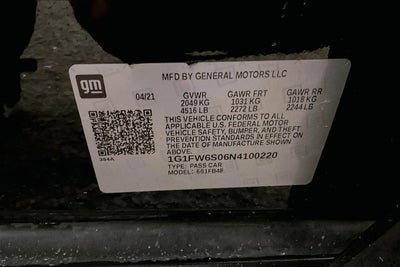 gm
MFD BY GENERAL MOTORS LLC
04/21 GVWR GAWR FRT GAWR RR
2049 KG 1031 KG 1018 KG
4516 LB 2272 LB 2244 LB
THIS VEHICLE CONFORMS TO ALL
APPLICABLE U.S. FEDERAL MOTOR
VEHICLE SAFETY, BUMPER, AND THEFT
PREVENTION STANDARDS IN EFFECT ON
THE DATE OF MANUFACTURE SHOWN ABOVE.
384A
1G1FW6S06N4100220
TYPE: PASS CAR
MODEL: 6G1FB48